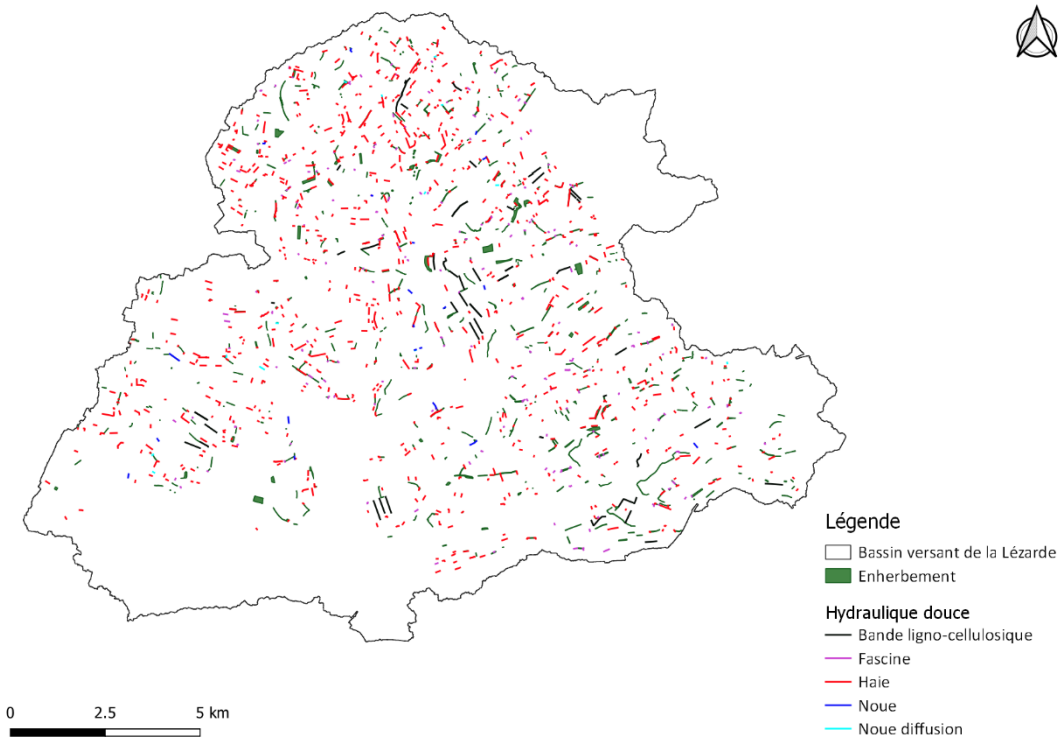 Légende
Bassin versant de la Lézarde
Enherbement
Hydraulique douce
Bande ligno-cellulosique
Fascine
Haie
Noue
Noue diffusion
0 2.5 5 km